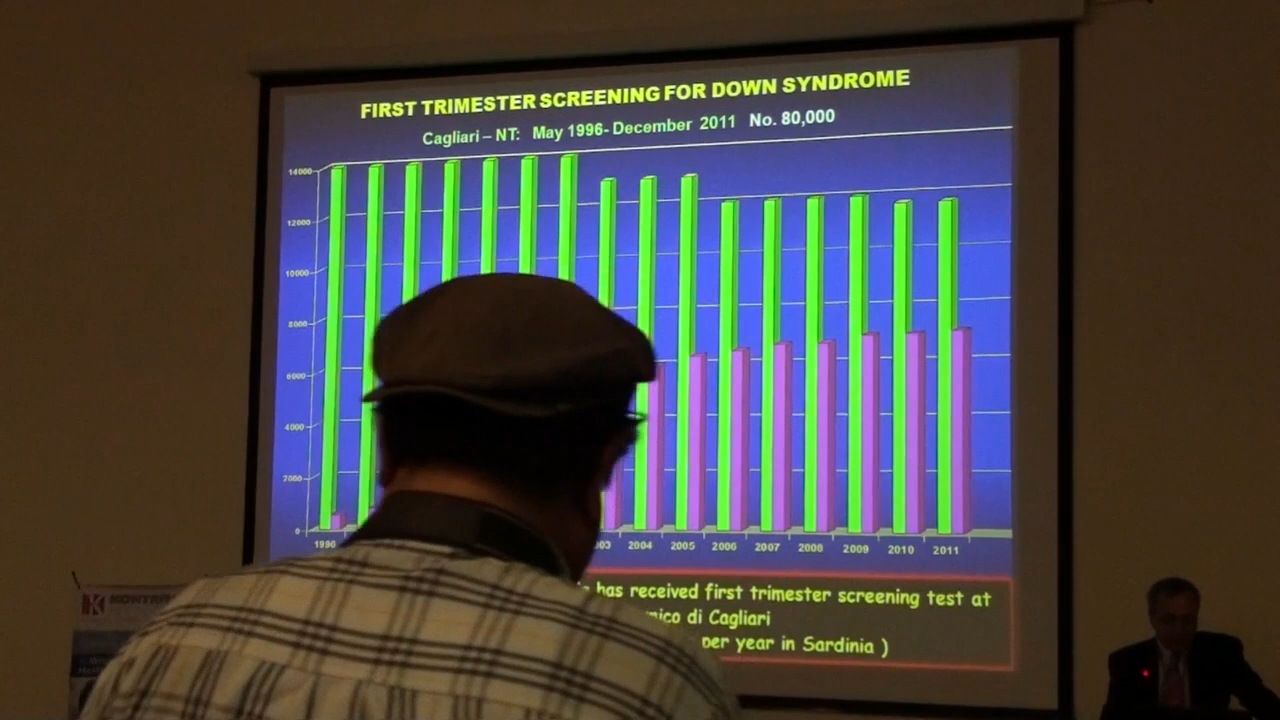 FIRST TRIMESTER SCREENING FOR DOWN SYNDROME
Cagliari – NT: May 1996- December 2011 No. 80,000
14000
12000
10000
8000
6000
4000
2000
0
1996 03 2004 2005 2006 2007 2008 2009 2010 2011
has received first trimester screening test at
nico di Cagliari
per year in Sardinia )
K